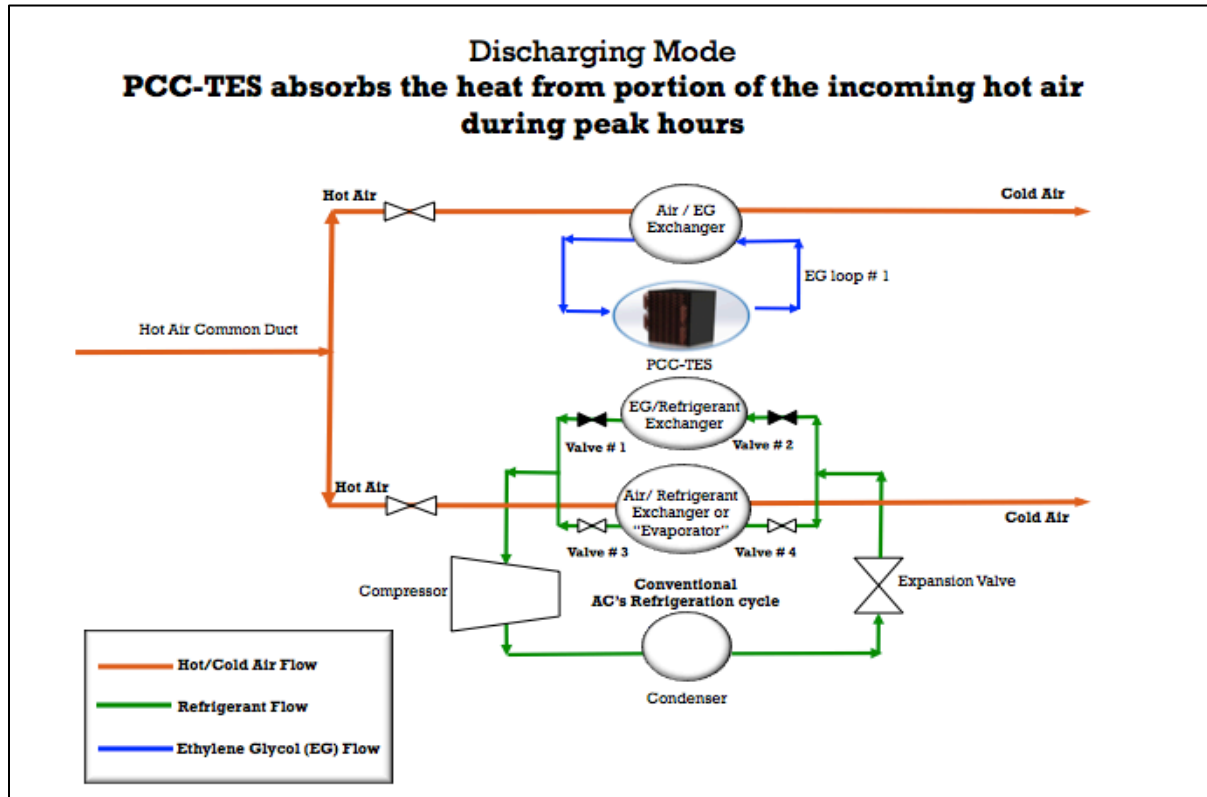 Discharging Mode
PCC-TES absorbs the heat from portion of the incoming hot air
during peak hours
Hot Air
Cold Air
Air / EG
Exchanger
EG loop # 1
Hot Air Common Duct
PCC-TES
EG/Refrigerant
Exchanger
Valve # 1
Valve # 2
Hot Air
Air/ Refrigerant
Exchanger or
“Evaporator”
Cold Air
Valve # 3
Valve # 4
Compressor
Conventional
AC's Refrigeration cycle
Expansion Valve
Condenser
Hot/Cold Air Flow
Refrigerant Flow
Ethylene Glycol (EG) Flow